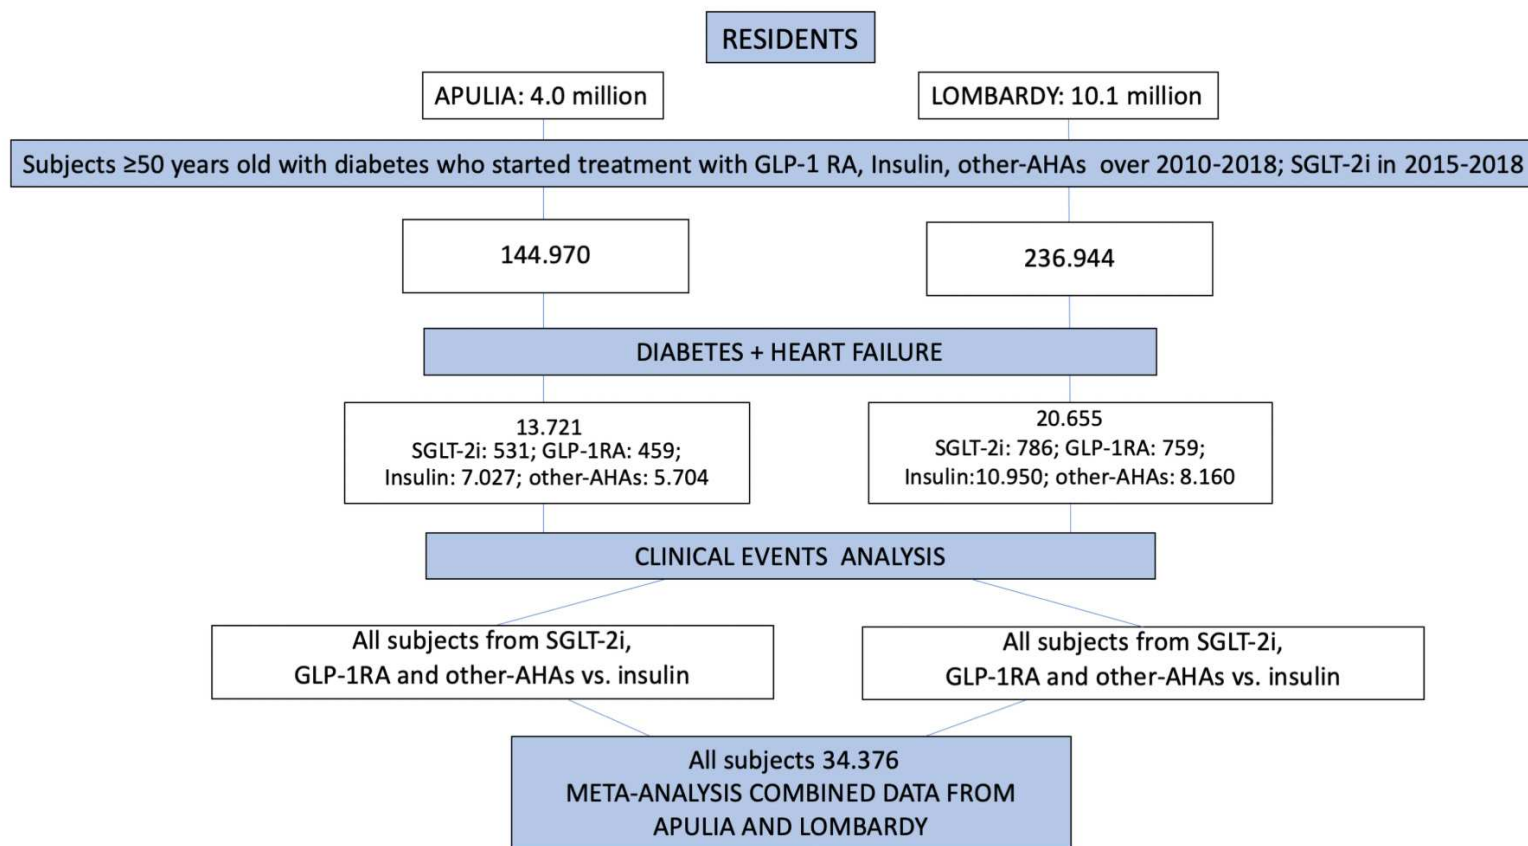 RESIDENTS
APULIA: 4.0 million
LOMBARDY: 10.1 million
Subjects ≥50 years old with diabetes who started treatment with GLP-1 RA, Insulin, other-AHAs over 2010-2018; SGLT-2i in 2015-2018
144.970
236.944
DIABETES + HEART FAILURE
13.721
SGLT-2i: 531; GLP-1RA: 459;
Insulin: 7.027; other-AHAs: 5.704
20.655
SGLT-2i: 786; GLP-1RA: 759;
Insulin:10.950; other-AHAs: 8.160
CLINICAL EVENTS ANALYSIS
All subjects from SGLT-2i,
GLP-1RA and other-AHAs vs. insulin
All subjects from SGLT-2i,
GLP-1RA and other-AHAs vs. insulin
All subjects 34.376
META-ANALYSIS COMBINED DATA FROM
APULIA AND LOMBARDY